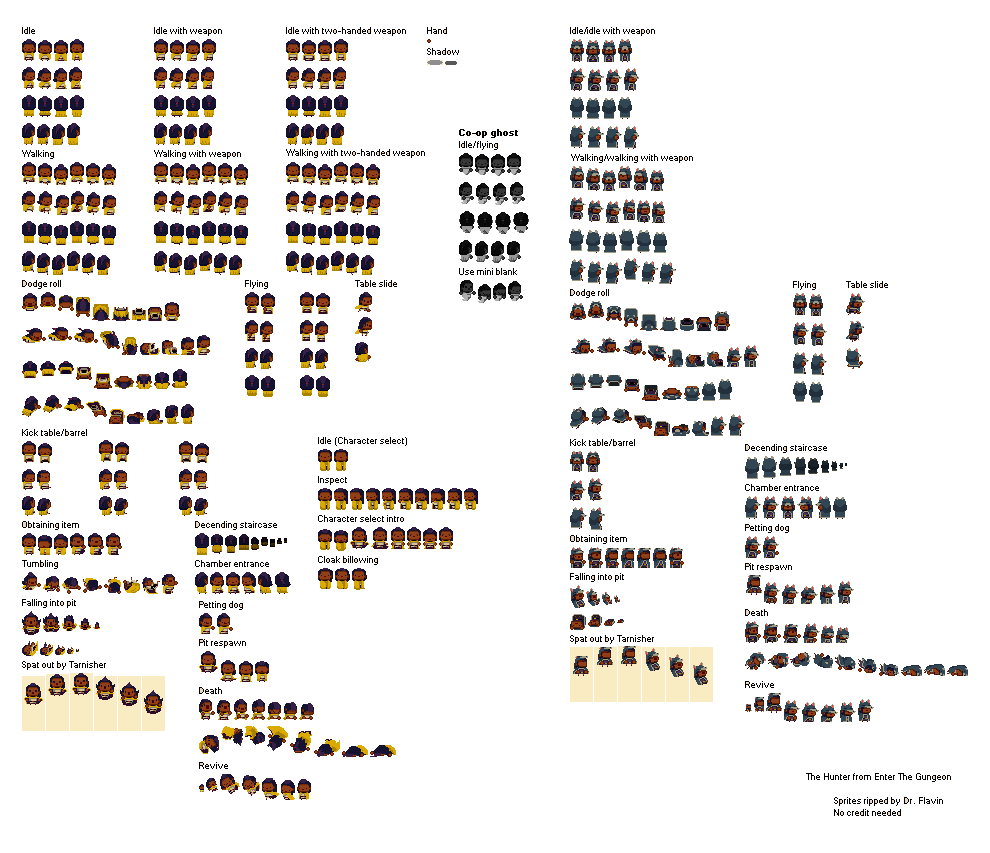 Idle
Idle with weapon
Idle with two-handed weapon
Hand
Shadow
Walking
Walking with weapon
Walking with two-handed weapon
Co-op ghost
Idle/flying
Use mini blank
Dodge roll
Flying
Table slide
Kick table/barrel
Idle (Character select)
Inspect
Character select intro
Cloak billowing
Obtaining item
Decending staircase
Tumbling
Chamber entrance
Falling into pit
Petting dog
Pit respawn
Spat out by Tarnisher
Death
Revive
Idle/idle with weapon
Walking/walking with weapon
Dodge roll
Flying
Table slide
Kick table/barrel
Decending staircase
Chamber entrance
Obtaining item
Petting dog
Falling into pit
Pit respawn
Death
Spat out by Tarnisher
Revive
The Hunter from Enter The Gungeon
Sprites ripped by Dr. Flavin
No credit needed